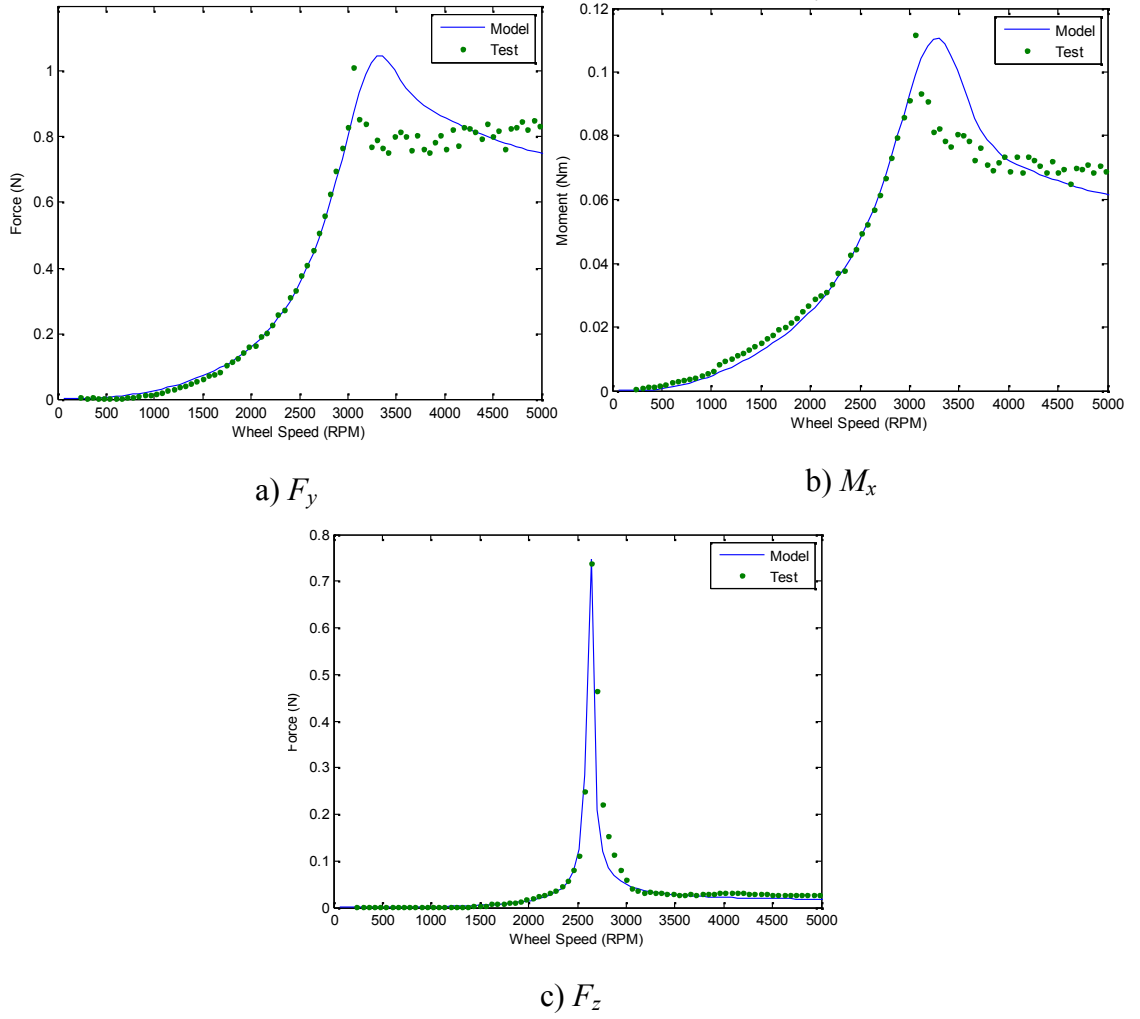 Model
Test
Force (N)
1
0.8
0.6
0.4
0.2
0
0 500 1000 1500 2000 2500 3000 3500 4000 4500 5000
Wheel Speed (RPM)
a) Fy
Model
Test
Moment (Nm)
0.12
0.1
0.08
0.06
0.04
0.02
0
0 500 1000 1500 2000 2500 3000 3500 4000 4500 5000
Wheel Speed (RPM)
b) Mx
Model
Test
Force (N)
0.8
0.7
0.6
0.5
0.4
0.3
0.2
0.1
0
0 500 1000 1500 2000 2500 3000 3500 4000 4500 5000
Wheel Speed (RPM)
c) Fz